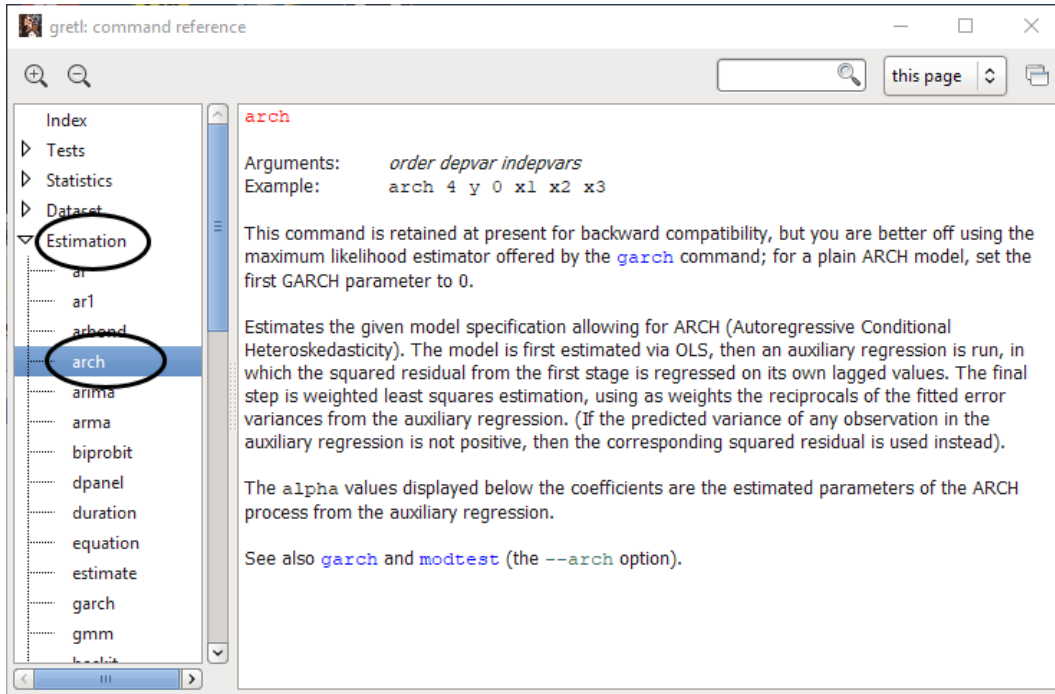 gretl: command reference
this page
Index
Tests
Statistics
Dataset
Estimation
ar
ar1
arbond
arch
arima
arma
biprobit
dpanel
duration
equation
estimate
garch
gmm
heckit
arch
Arguments: order depvar indepvars
Example: arch 4 y 0 x1 x2 x3
This command is retained at present for backward compatibility, but you are better off using the
maximum likelihood estimator offered by the garch command; for a plain ARCH model, set the
first GARCH parameter to 0.
Estimates the given model specification allowing for ARCH (Autoregressive Conditional
Heteroskedasticity). The model is first estimated via OLS, then an auxiliary regression is run, in
which the squared residual from the first stage is regressed on its own lagged values. The final
step is weighted least squares estimation, using as weights the reciprocals of the fitted error
variances from the auxiliary regression. (If the predicted variance of any observation in the
auxiliary regression is not positive, then the corresponding squared residual is used instead).
The alpha values displayed below the coefficients are the estimated parameters of the ARCH
process from the auxiliary regression.
See also garch and modtest (the --arch option).